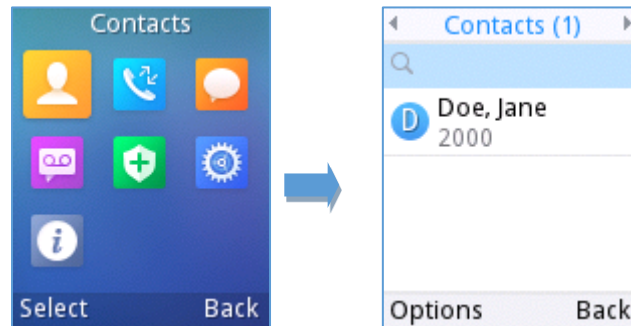 Contacts
Select Back
Contacts (1)
D Doe, Jane
2000
Options Back